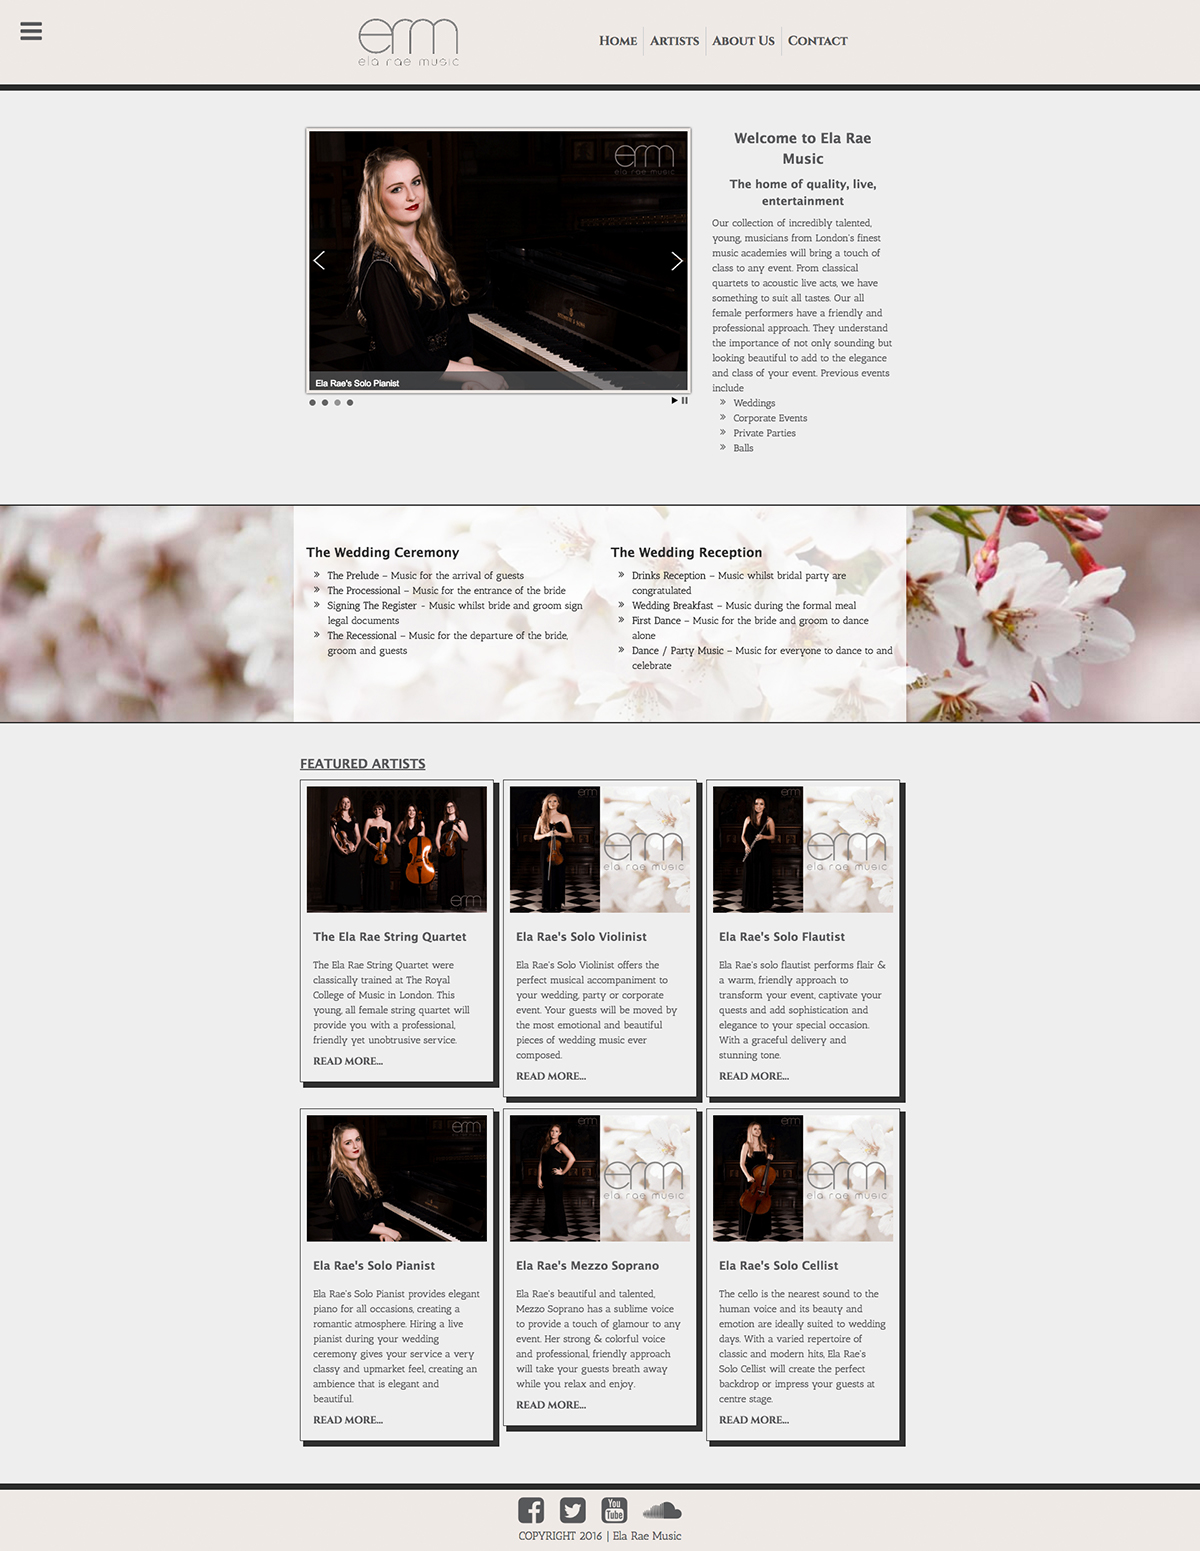 erm
ela rae music
Home
Artists
About Us
Contact
erm
ela rae music
Ela Rae's Solo Pianist
Welcome to Ela Rae
Music
The home of quality, live,
entertainment
Our collection of incredibly talented,
young, musicians from London's finest
music academies will bring a touch of
class to any event. From classical
quartets to acoustic live acts, we have
something to suit all tastes. Our all
female performers have a friendly and
professional approach. They understand
the importance of not only sounding but
looking beautiful to add to the elegance
and class of your event. Previous events
include
» Weddings
» Corporate Events
» Private Parties
» Balls
The Wedding Ceremony
» The Prelude – Music for the arrival of guests
» The Processional – Music for the entrance of the bride
» Signing The Register - Music whilst bride and groom sign
legal documents
» The Recessional – Music for the departure of the bride,
groom and guests
The Wedding Reception
» Drinks Reception – Music whilst bridal party are
congratulated
» Wedding Breakfast – Music during the formal meal
» First Dance – Music for the bride and groom to dance
alone
» Dance / Party Music – Music for everyone to dance to and
celebrate
FEATURED ARTISTS
erm
The Ela Rae String Quartet
The Ela Rae String Quartet were
classically trained at The Royal
College of Music in London. This
young, all female string quartet will
provide you with a professional,
friendly yet unobtrusive service.
READ MORE...
erm
erm
ela rae music
Ela Rae's Solo Violinist
Ela Rae's Solo Violinist offers the
perfect musical accompaniment to
your wedding, party or corporate
event. Your guests will be moved by
the most emotional and beautiful
pieces of wedding music ever
composed.
READ MORE...
erm
erm
ela rae music
Ela Rae's Solo Flautist
Ela Rae's solo flautist performs flair &
a warm, friendly approach to
transform your event, captivate your
quests and add sophistication and
elegance to your special occasion.
With a graceful delivery and
stunning tone.
READ MORE...
erm
Ela Rae's Solo Pianist
Ela Rae's Solo Pianist provides elegant
piano for all occasions, creating a
romantic atmosphere. Hiring a live
pianist during your wedding
ceremony gives your service a very
classy and upmarket feel, creating an
ambience that is elegant and
beautiful.
READ MORE...
erm
erm
ela rae music
Ela Rae's Mezzo Soprano
Ela Rae's beautiful and talented,
Mezzo Soprano has a sublime voice
to provide a touch of glamour to any
event. Her strong & colorful voice
and professional, friendly approach
will take your guests breath away
while you relax and enjoy.
READ MORE...
erm
erm
ela rae music
Ela Rae's Solo Cellist
The cello is the nearest sound to the
human voice and its beauty and
emotion are ideally suited to wedding
days. With a varied repertoire of
classic and modern hits, Ela Rae's
Solo Cellist will create the perfect
backdrop or impress your guests at
centre stage.
READ MORE...
You
Tube
COPYRIGHT 2016 | Ela Rae Music